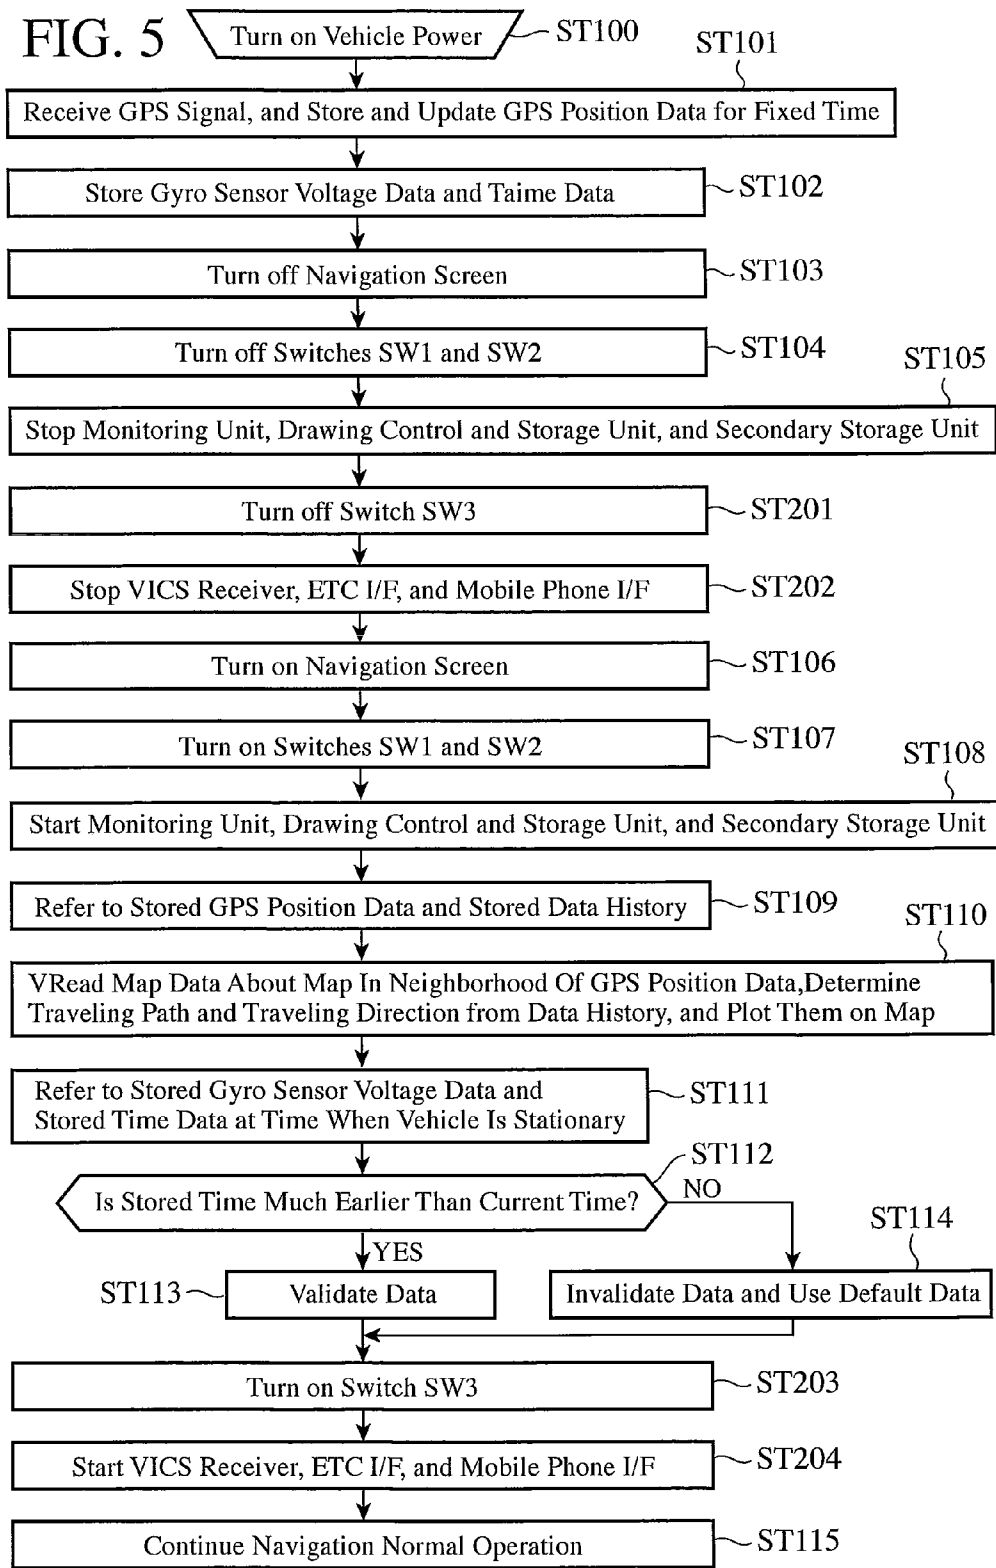 FIG. 5
Turn on Vehicle Power
ST100
ST101
Receive GPS Signal, and Store and Update GPS Position Data for Fixed Time
Store Gyro Sensor Voltage Data and Taime Data
ST102
Turn off Navigation Screen
ST103
Turn off Switches SW1 and SW2
ST104
ST105
Stop Monitoring Unit, Drawing Control and Storage Unit, and Secondary Storage Unit
Turn off Switch SW3
ST201
Stop VICS Receiver, ETC I/F, and Mobile Phone I/F
ST202
Turn on Navigation Screen
ST106
Turn on Switches SW1 and SW2
ST107
ST108
Start Monitoring Unit, Drawing Control and Storage Unit, and Secondary Storage Unit
Refer to Stored GPS Position Data and Stored Data History
ST109
ST110
VRead Map Data About Map In Neighborhood Of GPS Position Data,Determine
Traveling Path and Traveling Direction from Data History, and Plot Them on Map
Refer to Stored Gyro Sensor Voltage Data and
Stored Time Data at Time When Vehicle Is Stationary
ST111
ST112
Is Stored Time Much Earlier Than Current Time?
NO
YES
ST114
ST113
Validate Data
Invalidate Data and Use Default Data
Turn on Switch SW3
ST203
Start VICS Receiver, ETC I/F, and Mobile Phone I/F
ST204
Continue Navigation Normal Operation
ST115